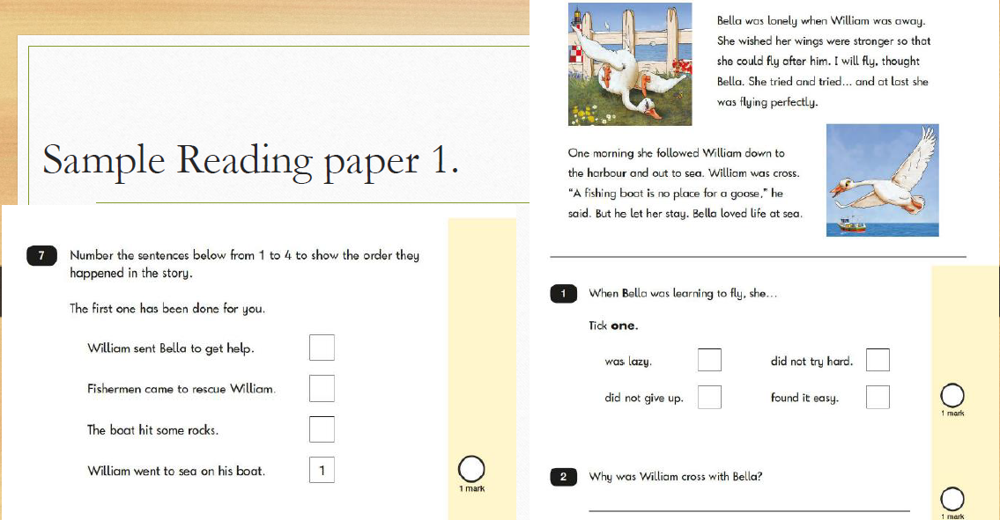 Sample Reading paper 1.
7
Number the sentences below from 1 to 4 to show the order they
happened in the story.
The first one has been done for you.
William sent Bella to get help.
Fishermen came to rescue William.
The boat hit some rocks.
William went to sea on his boat.
1
1 mark
Bella was lonely when William was away.
She wished her wings were stronger so that
she could fly after him. I will fly, thought
Bella. She tried and tried... and at last she
was flying perfectly.
One morning she followed William down to
the harbour and out to sea. William was cross.
“A fishing boat is no place for a goose,” he
said. But he let her stay. Bella loved life at sea.
1
When Bella was learning to fly, she...
Tick one.
was lazy.
did not try hard.
did not give up.
found it easy.
1 mark
2
Why was William cross with Bella?
1 mark